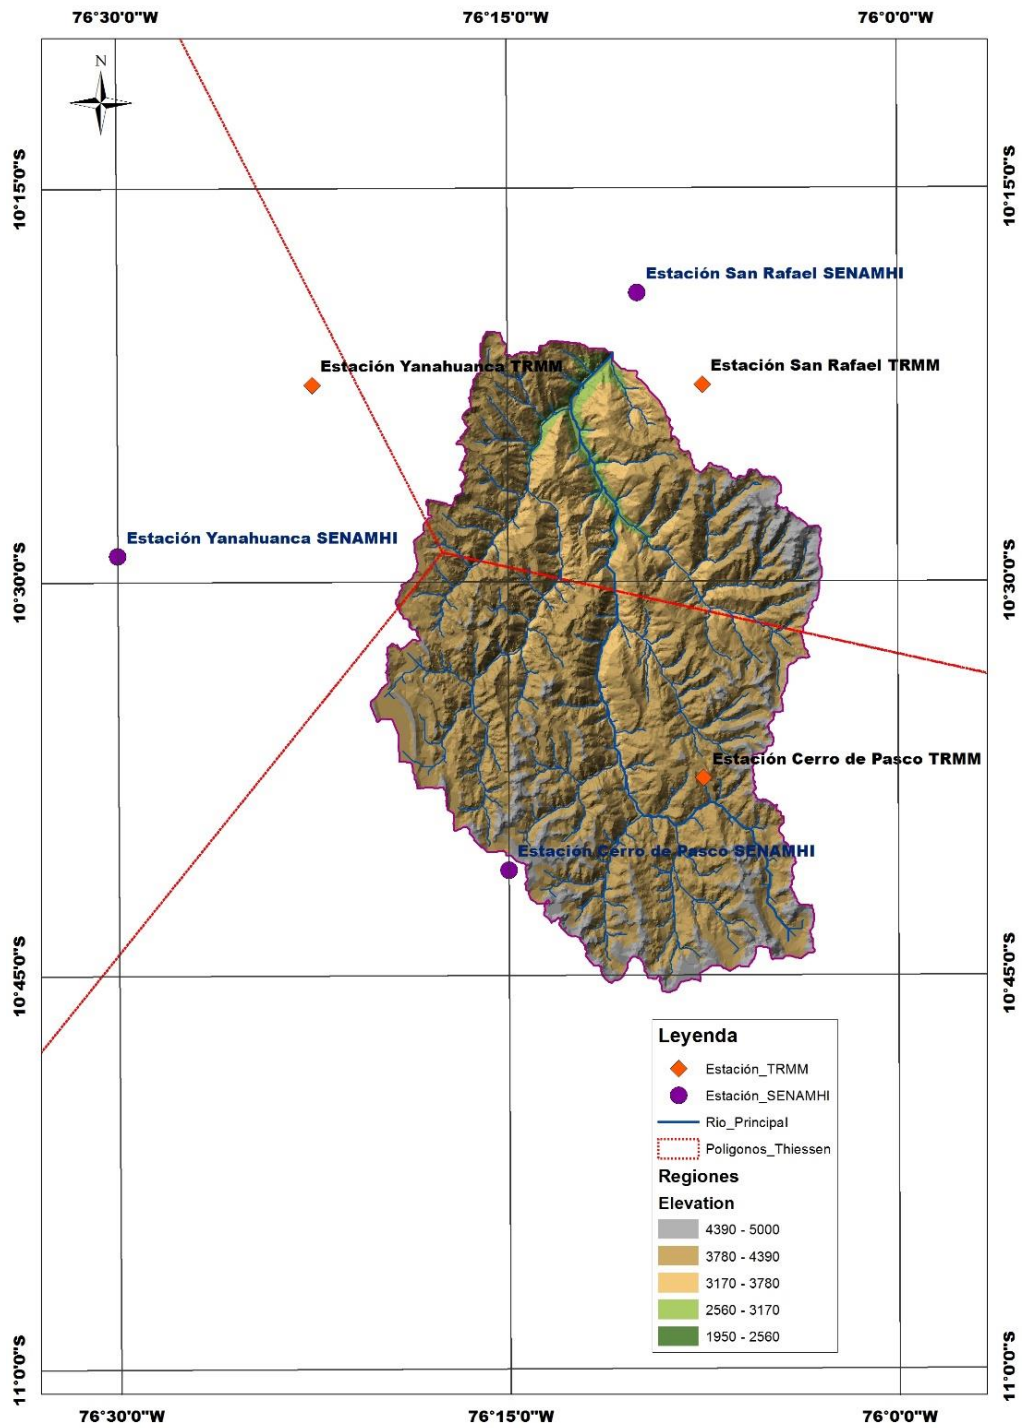 76°30'0"W 76°15'0"W 76°0'0"W
N
10°15'0"S 10°15'0"S
Estación San Rafael SENAMHI
Estación Yanahuanca TRMM Estación San Rafael TRMM
Estación Yanahuanca SENAMHI
10°30'0"S 10°30'0"S
Estación Cerro de Pasco TRMM
Estación Cerro de Pasco SENAMHI
10°45'0"S 10°45'0"S
Leyenda
Estación_TRMM
Estación_SENAMHI
Rio_Principal
Poligonos_Thiessen
Regiones
Elevation
4390 - 5000
3780 - 4390
3170 - 3780
2560 - 3170
1950 - 2560
11°0'0"S 11°0'0"S
76°30'0"W 76°15'0"W 76°0'0"W